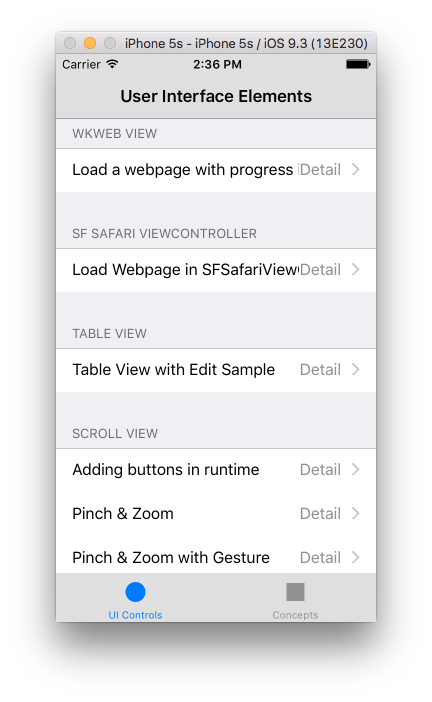 iPhone 5s - iPhone 5s / iOS 9.3 (13E230)
Carrier 2:36 PM
User Interface Elements
WKWEB VIEW
Load a webpage with progress Detail
SF SAFARI VIEWCONTROLLER
Load Webpage in SFSafariView Detail
TABLE VIEW
Table View with Edit Sample Detail
SCROLL VIEW
Adding buttons in runtime Detail
Pinch & Zoom Detail
Pinch & Zoom with Gesture Detail
UI Controls Concepts